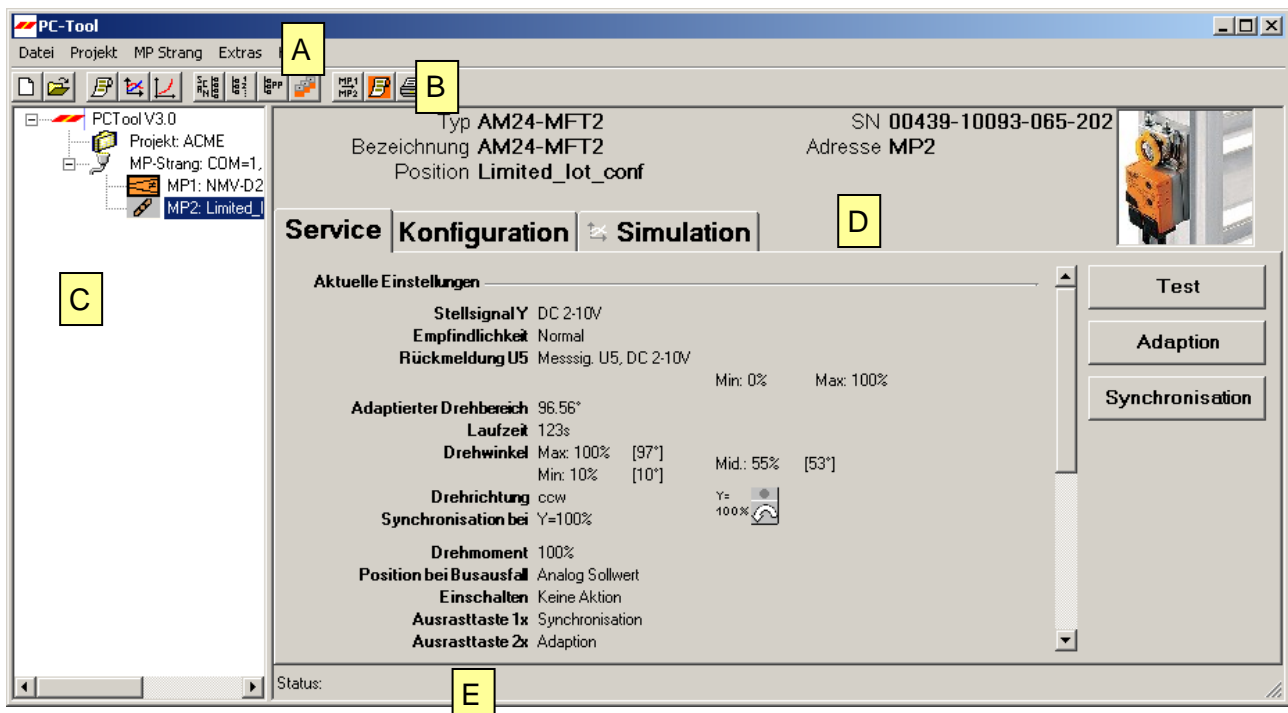 PC-Tool
Datei Projekt MP Strang Extras
A
B
PCTool V3.0
Projekt: ACME
MP-Strang: COM=1,
MP1: NMV-D2
MP2: Limited_l
C
Typ AM24-MFT2
SN 00439-10093-065-202
Bezeichnung AM24-MFT2
Adresse MP2
Position Limited_lot_conf
D
Service Konfiguration Simulation
Aktuelle Einstellungen
Stellsignal Y DC 2-10V
Empfindlichkeit Normal
Rückmeldung U5 Messsig. U5, DC 2-10V
Min: 0% Max: 100%
Adaptierter Drehbereich 96.56°
Laufzeit 123s
Drehwinkel Max: 100% [97°]
Mid.: 55% [53°]
Min: 10% [10°]
Drehrichtung ccw
Y= 100%
Synchronisation bei Y=100%
Drehmoment 100%
Position bei Busausfall Analog Sollwert
Einschalten Keine Aktion
Ausrasttaste 1x Synchronisation
Ausrasttaste 2x Adaption
Test
Adaption
Synchronisation
Status:
E